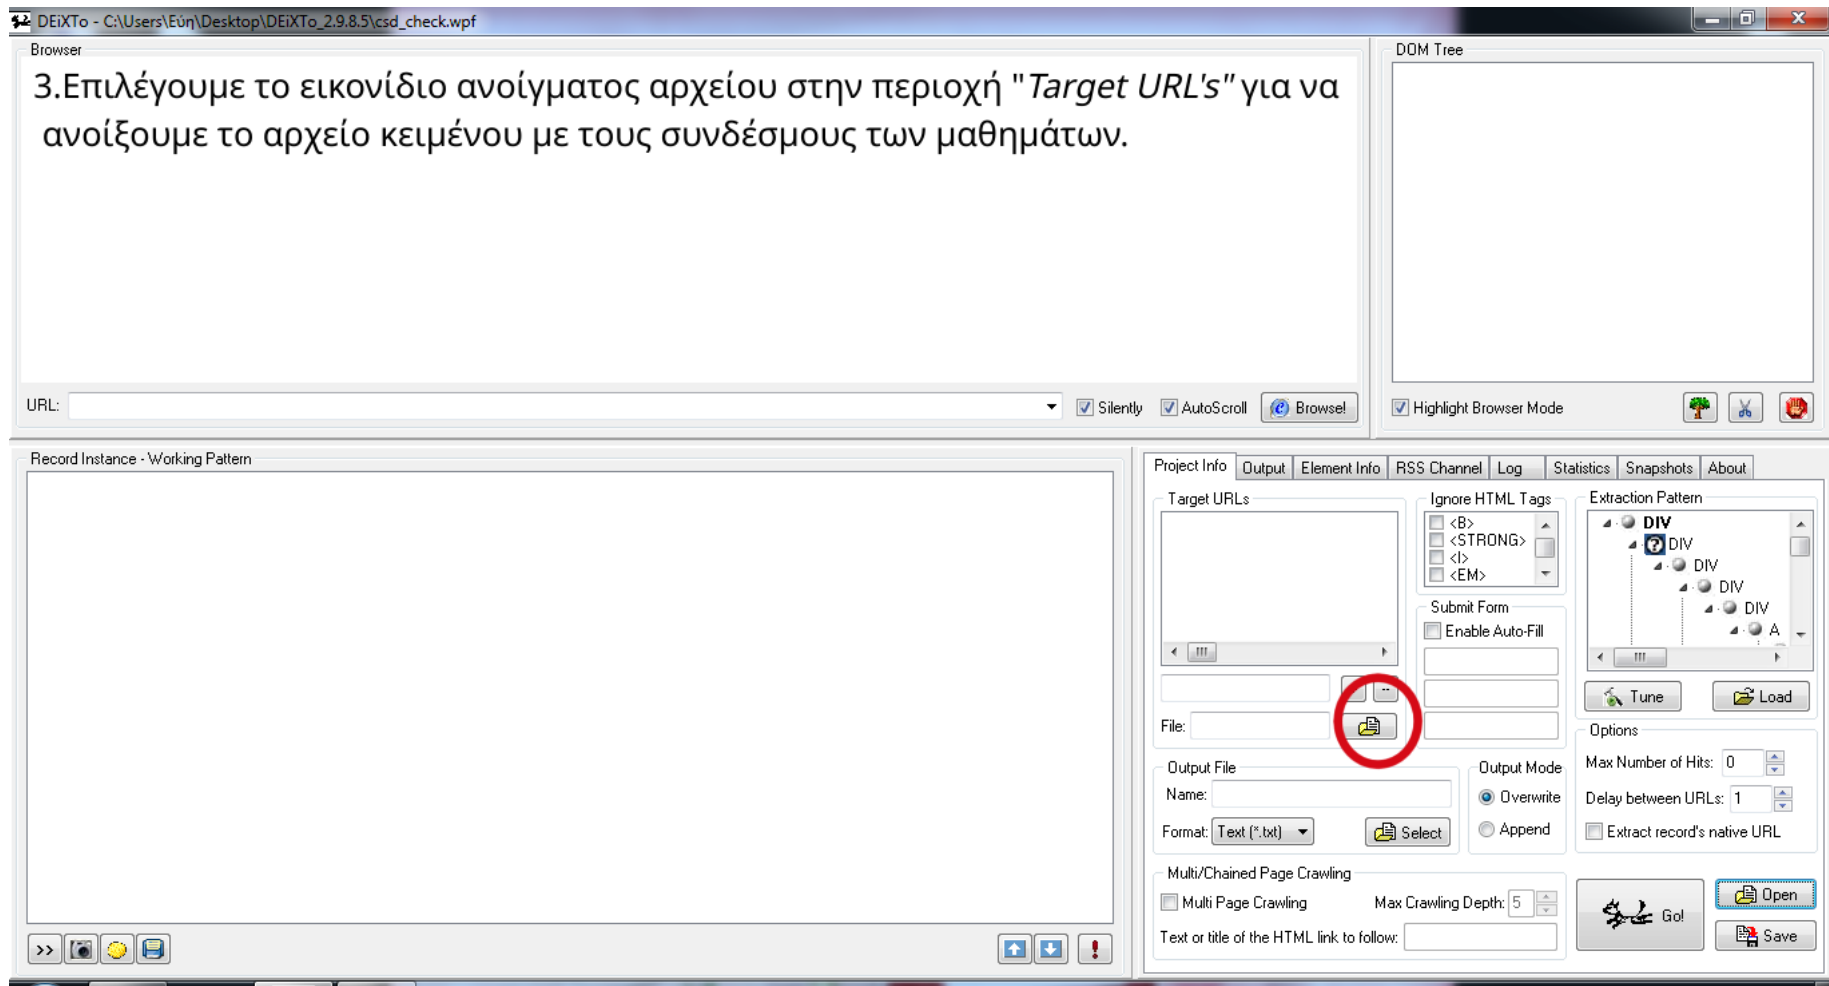 DEiXTo - C:\Users\Εύη\Desktop\DEiXTo_2.9.8.5\csd_check.wpf
Browser
3.Επιλέγουμε το εικονίδιο ανοίγματος αρχείου στην περιοχή "Target URL's" για να
ανοίξουμε το αρχείο κειμένου με τους συνδέσμους των μαθημάτων.
URL:
Silently
AutoScroll
Browse!
DOM Tree
Highlight Browser Mode
Record Instance - Working Pattern
>>
Project Info Output Element Info RSS Channel Log Statistics Snapshots About
Target URLs
--
File:
Ignore HTML Tags
<B>
<STRONG>
<I>
<EM>
Submit Form
Enable Auto-Fill
Extraction Pattern
DIV
DIV
DIV
DIV
DIV
A
Tune
Load
Output File
Name:
Format: Text (*.txt)
Select
Output Mode
Overwrite
Append
Options
Max Number of Hits: 0
Delay between URLs: 1
Extract record's native URL
Multi/Chained Page Crawling
Multi Page Crawling
Max Crawling Depth: 5
Text or title of the HTML link to follow:
Go!
Open
Save